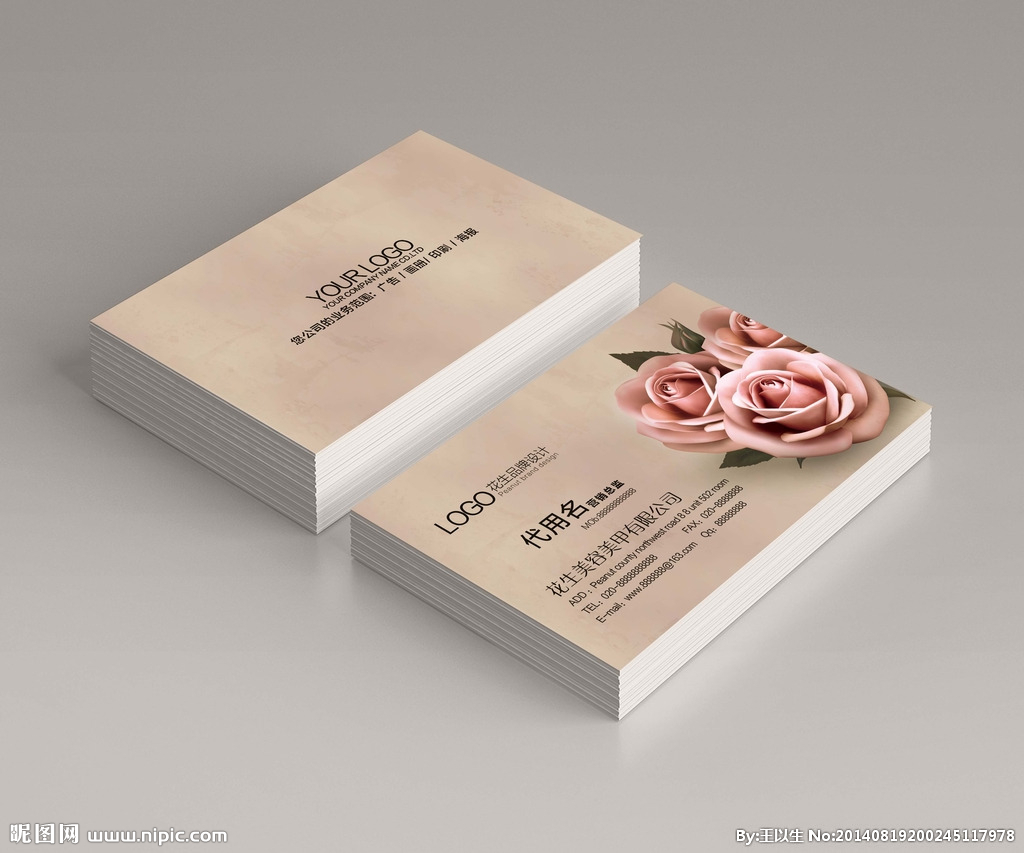 YOUR LOGO
YOUR COMPANY NAME CO.LTD
您公司的业务范围：广告 / 画册/ 印刷 / 海报
LOGO 花生品牌设计
Peanut brand design
代用名 营销总监
MOb:88888888888
花生美容美甲有限公司
ADD：Peanut county northwest road 8 8 unit 502 room
TEL：020-8888888888 FAX：020-8888888
E-mail：www.888888@163.com Qq：88888888
昵图网 www.nipic.com
By:王以生 No:20140819200245117978